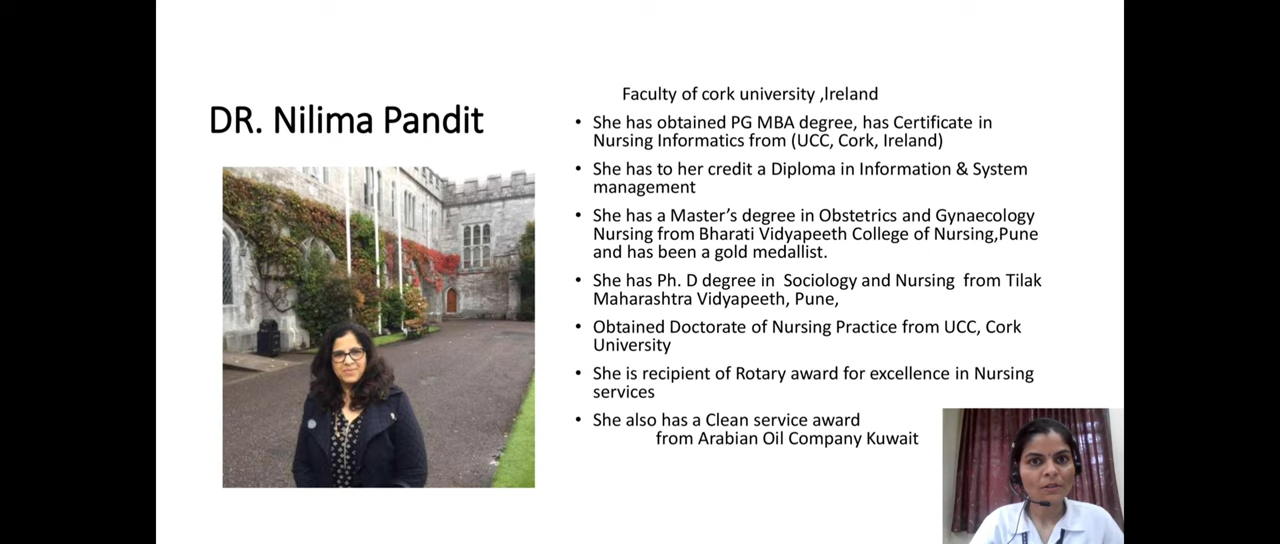 DR. Nilima Pandit
Faculty of cork university ,Ireland
• She has obtained PG MBA degree, has Certificate in
Nursing Informatics from (UCC, Cork, Ireland)
• She has to her credit a Diploma in Information & System
management
• She has a Master's degree in Obstetrics and Gynaecology
Nursing from Bharati Vidyapeeth College of Nursing,Pune
and has been a gold medallist.
• She has Ph. D degree in Sociology and Nursing from Tilak
Maharashtra Vidyapeeth, Pune,
• Obtained Doctorate of Nursing Practice from UCC, Cork
University
• She is recipient of Rotary award for excellence in Nursing
services
• She also has a Clean service award
from Arabian Oil Company Kuwait